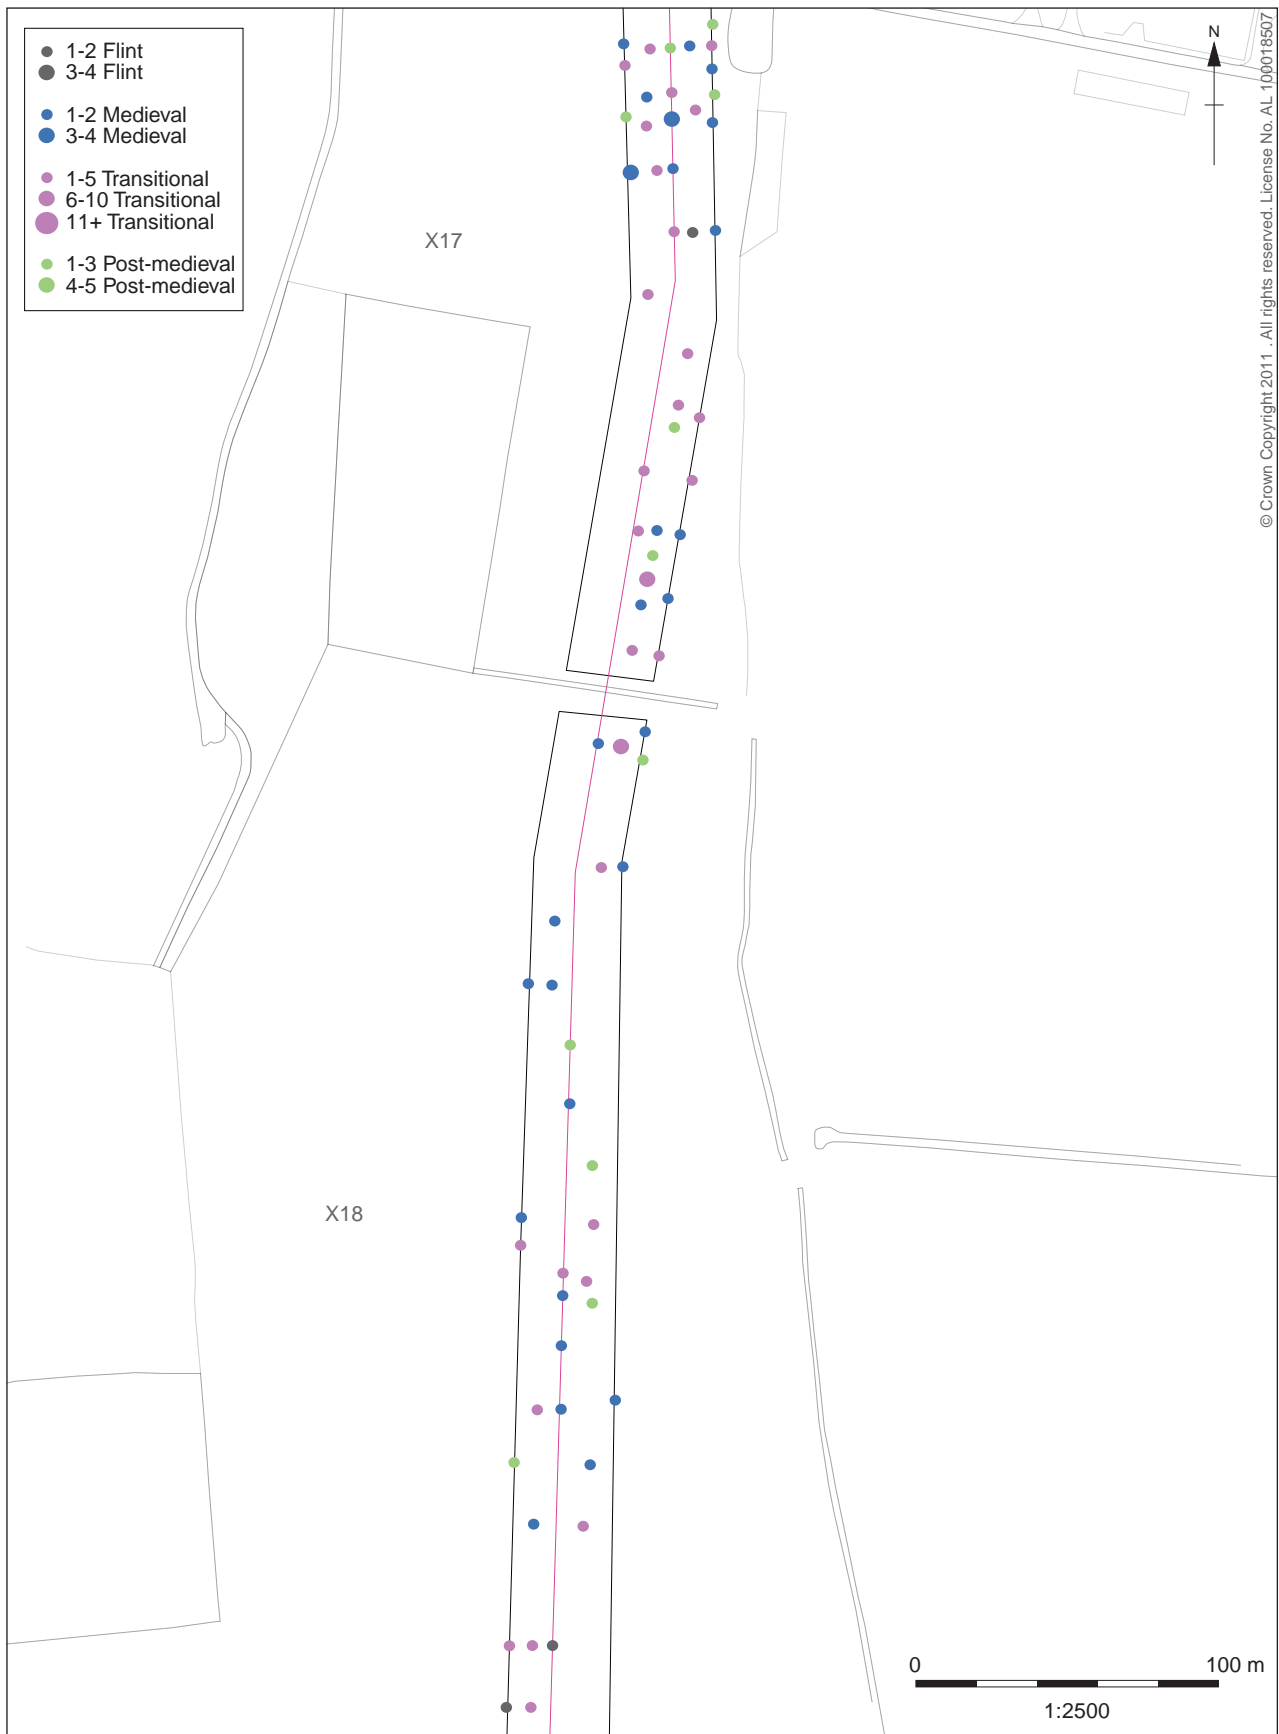 1-2 Flint
3-4 Flint
1-2 Medieval
3-4 Medieval
1-5 Transitional
6-10 Transitional
11+ Transitional
1-3 Post-medieval
4-5 Post-medieval
N
© Crown Copyright 2011 . All rights reserved. License No. AL 100018507
X17
X18
0 100 m
1:2500